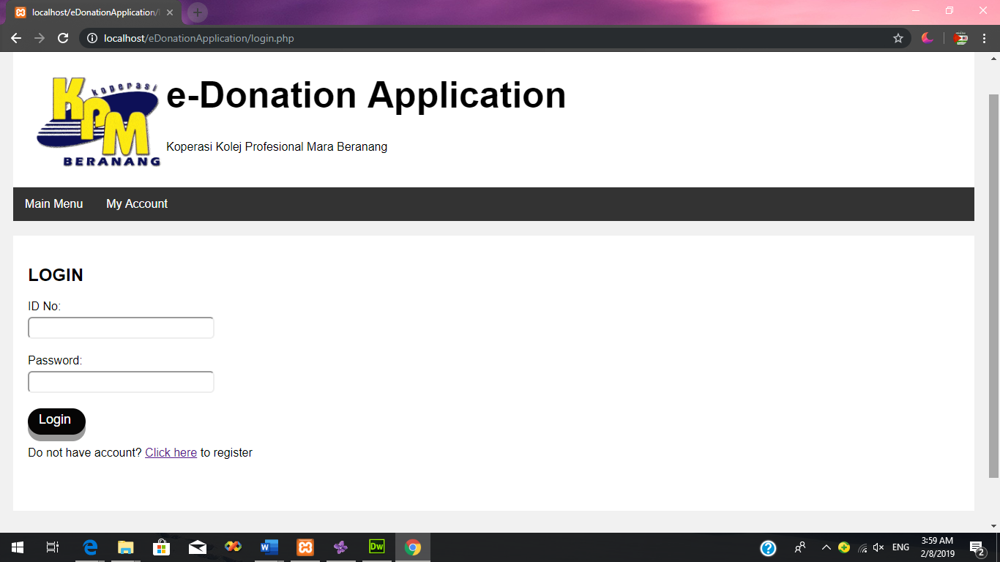 localhost/eDonationApplication/
localhost/eDonationApplication/login.php
koperasi
KPM
BERANANG
e-Donation Application
Koperasi Kolej Profesional Mara Beranang
Main Menu My Account
LOGIN
ID No:
Password:
Login
Do not have account? Click here to register
W
Dw
ENG
3:59 AM
2/8/2019
2